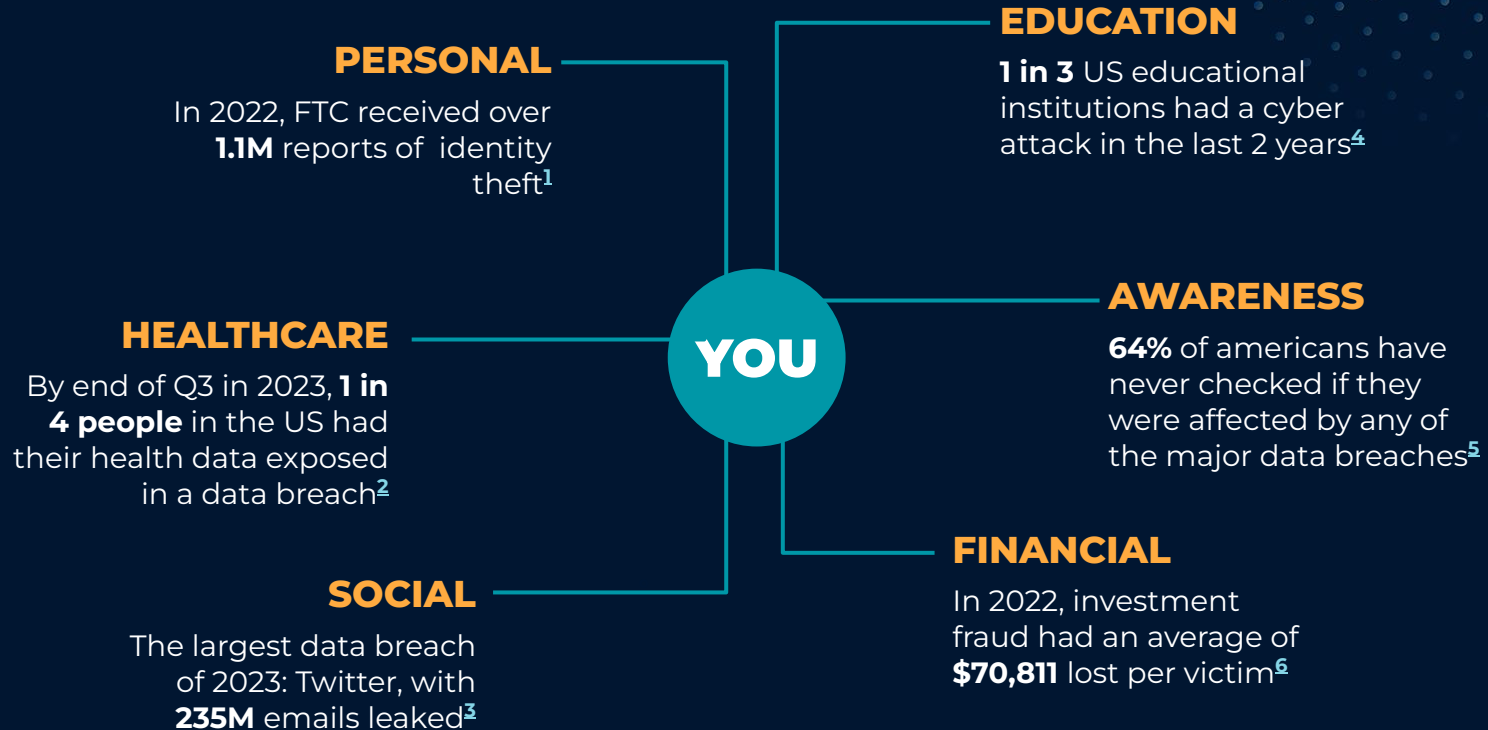 PERSONAL
In 2022, FTC received over
1.1M reports of identity
theft1
HEALTHCARE
By end of Q3 in 2023, 1 in
4 people in the US had
their health data exposed
in a data breach2
SOCIAL
The largest data breach
of 2023: Twitter, with
235M emails leaked3
YOU
EDUCATION
1 in 3 US educational
institutions had a cyber
attack in the last 2 years4
AWARENESS
64% of americans have
never checked if they
were affected by any of
the major data breaches5
FINANCIAL
In 2022, investment
fraud had an average of
$70,811 lost per victim6